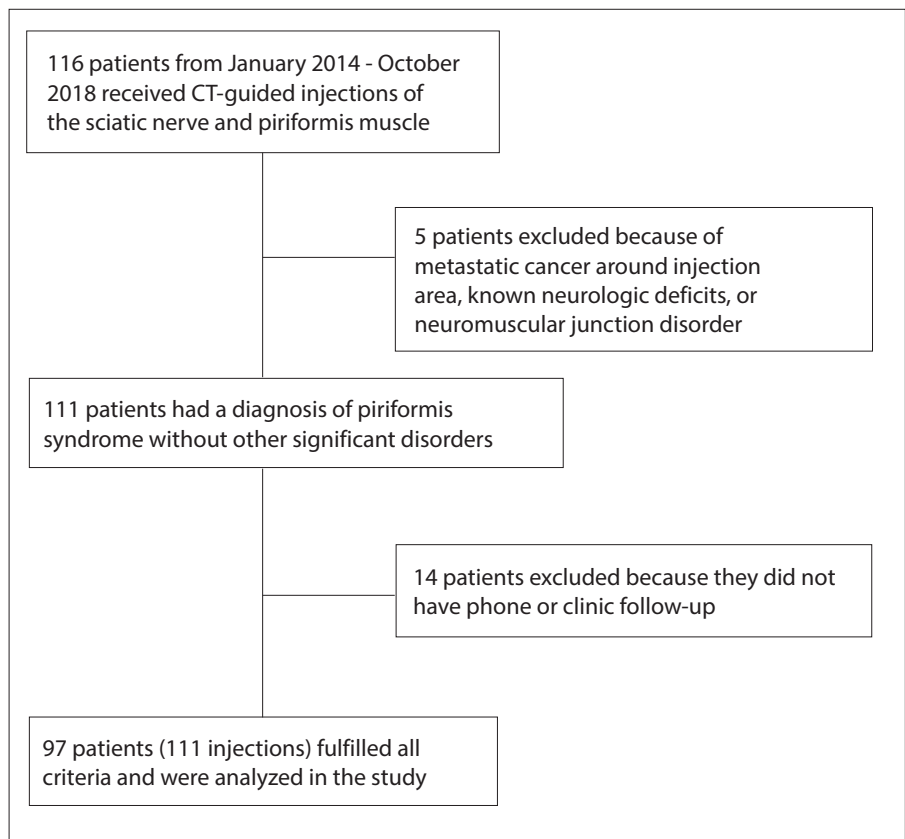 116 patients from January 2014 - October
2018 received CT-guided injections of
the sciatic nerve and piriformis muscle
5 patients excluded because of
metastatic cancer around injection
area, known neurologic deficits, or
neuromuscular junction disorder
111 patients had a diagnosis of piriformis
syndrome without other significant disorders
14 patients excluded because they did not
have phone or clinic follow-up
97 patients (111 injections) fulfilled all
criteria and were analyzed in the study